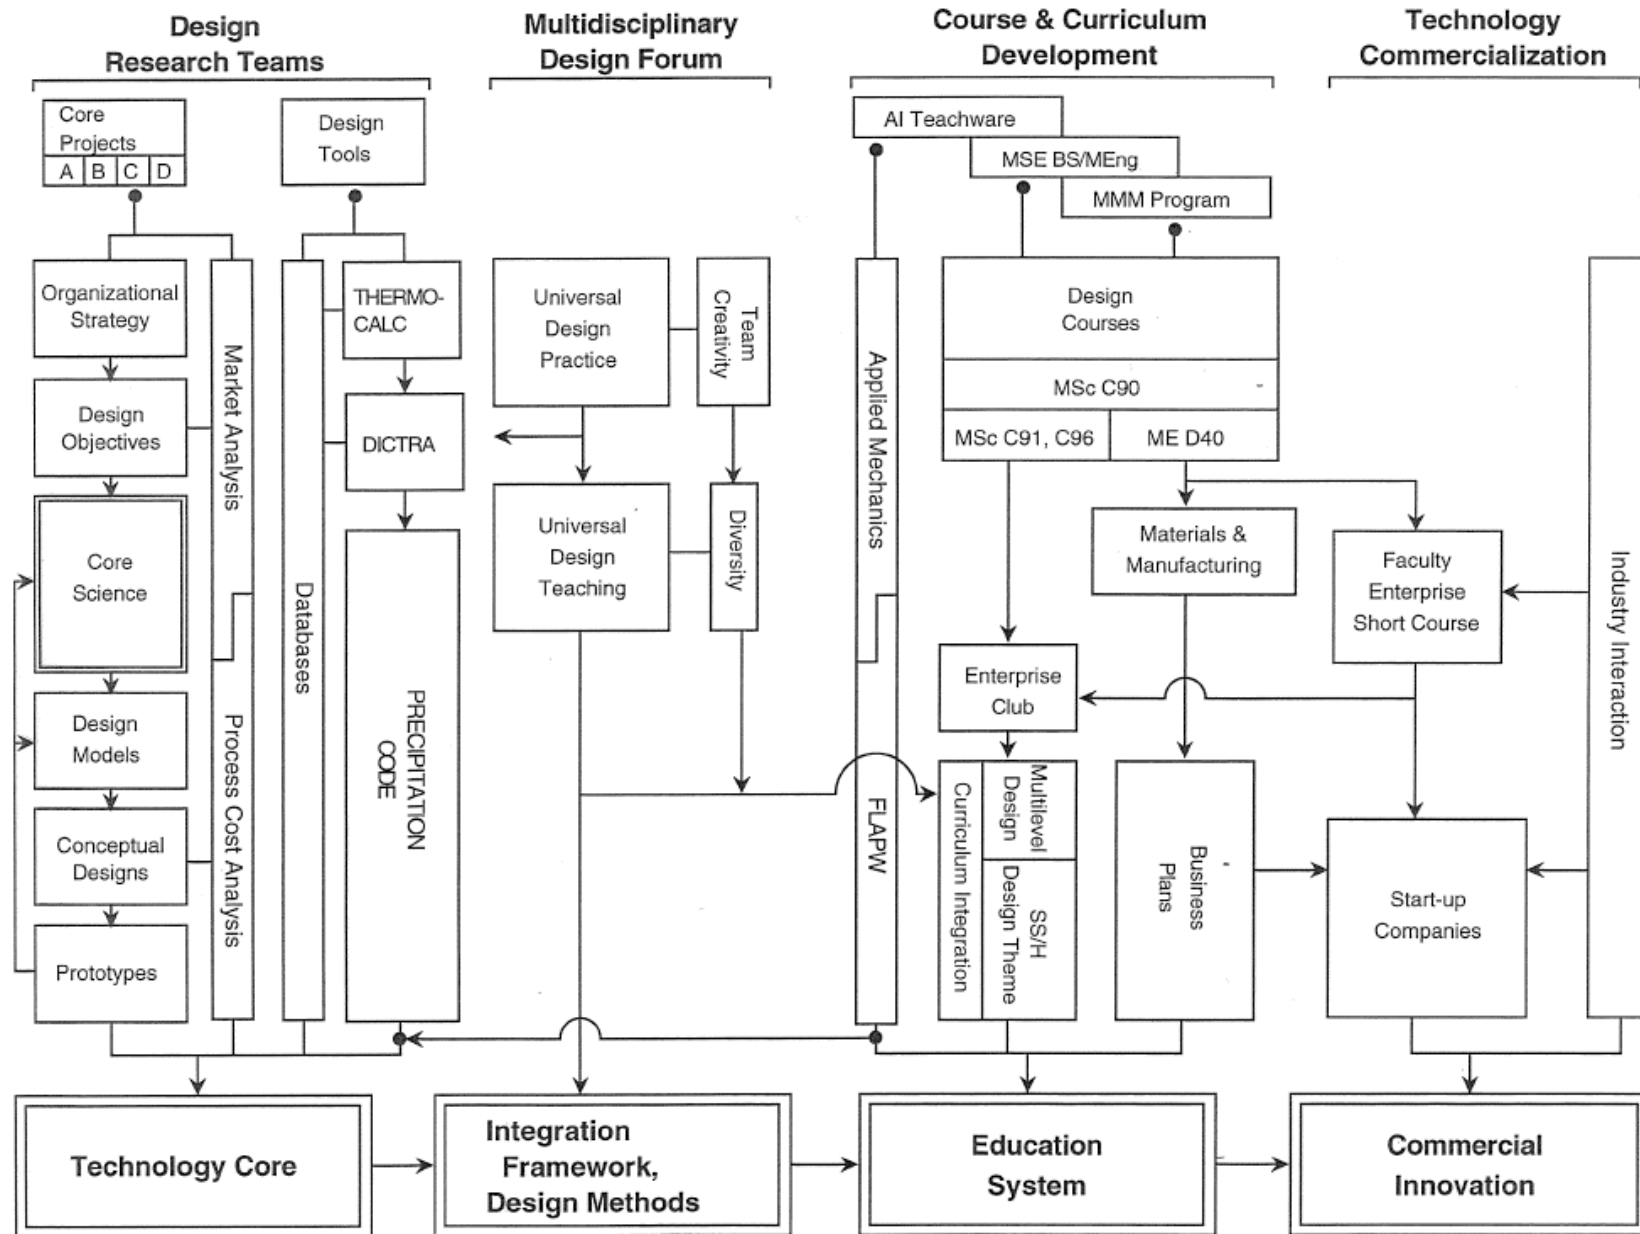 Design
Research Teams
Multidisciplinary
Design Forum
Course & Curriculum
Development
Technology
Commercialization
Core
Projects
A B C D
Design
Tools
AI Teachware
MSE BS/MEng
MMM Program
Organizational
Strategy
Design
Objectives
Core
Science
Design
Models
Conceptual
Designs
Prototypes
Market Analysis
Process Cost Analysis
Databases
THERMO-
CALC
DICTRA
PRECIPITATION
CODE
Universal
Design
Practice
Team
Creativity
Universal
Design
Teaching
Diversity
Applied Mechanics
FLAPW
Design
Courses
MSc C90
MSc C91, C96
ME D40
Materials &
Manufacturing
Enterprise
Club
Curriculum Integration
Multilevel
Design
SS/H
Design Theme
Business
Plans
Faculty
Enterprise
Short Course
Start-up
Companies
Industry Interaction
Technology Core
Integration
Framework,
Design Methods
Education
System
Commercial
Innovation